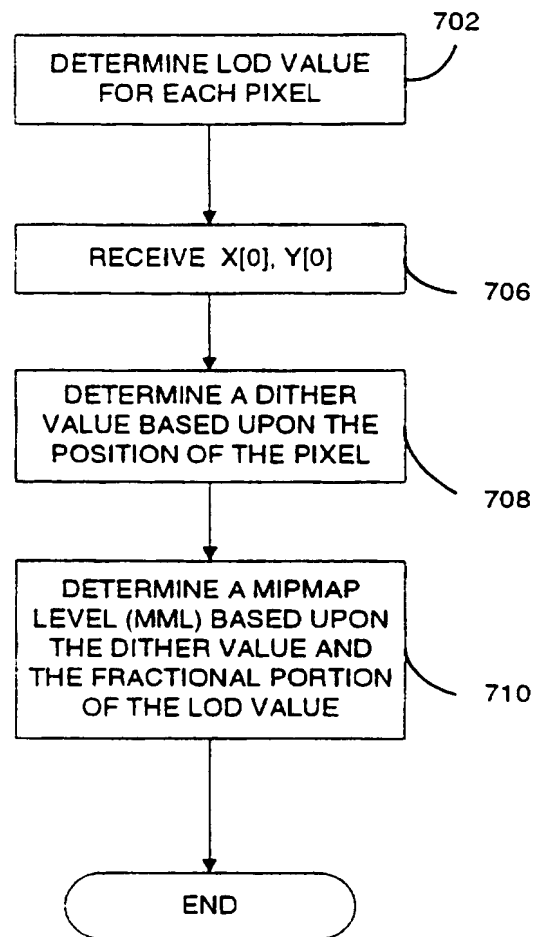 702
DETERMINE LOD VALUE
FOR EACH PIXEL
RECEIVE X[0], Y[0]
706
DETERMINE A DITHER
VALUE BASED UPON THE
POSITION OF THE PIXEL
708
DETERMINE A MIPMAP
LEVEL (MML) BASED UPON
THE DITHER VALUE AND
THE FRACTIONAL PORTION
OF THE LOD VALUE
710
END